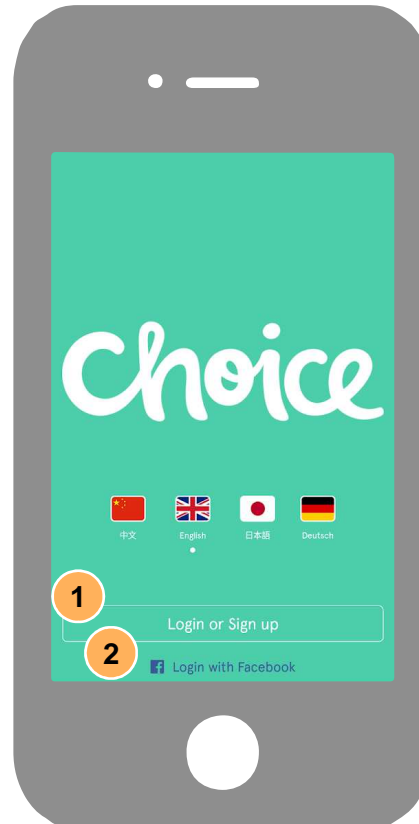 choice
中文 English 日本語 Deutsch
1
Login or Sign up
2
Login with Facebook